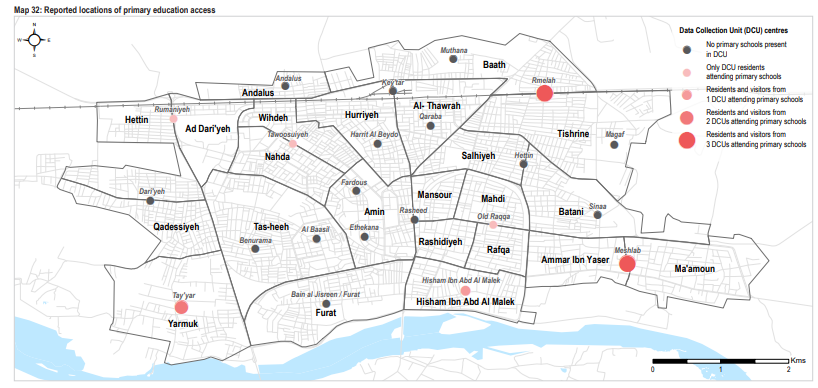 Map 32: Reported locations of primary education access
N
W
E
S
Muthana
Baath
Data Collection Unit (DCU) centres
No primary schools present
in DCU
Only DCU residents
attending primary schools
Residents and visitors from
1 DCU attending primary schools
Residents and visitors from
2 DCUs attending primary schools
Residents and visitors from
3 DCUs attending primary schools
Andalus
Andalus
Key'tar
Rmelah
Rumaniyeh
Hettin
Ad Dari'yeh
Wihdeh
Hurriyeh
Al- Thawrah
Qaraba
Tishrine
Magaf
Tawosuiyeh
Nahda
Harrit Al Beydo
Salhiyeh
Hettin
Dari'yeh
Fardous
Mansour
Mahdi
Qadessiyeh
Tas-heeh
Amin
Rasheed
Old Raqqa
Batani
Sinaa
Benurama
Al Baasil
Ethekana
Rashidiyeh
Rafqa
Ammar Ibn Yaser
Meshlab
Ma'amoun
Tay'yar
Yarmuk
Bain al Jisreen / Furat
Furat
Hisham Ibn Abd Al Malek
Hisham Ibn Abd Al Malek
Kms
0
1
2